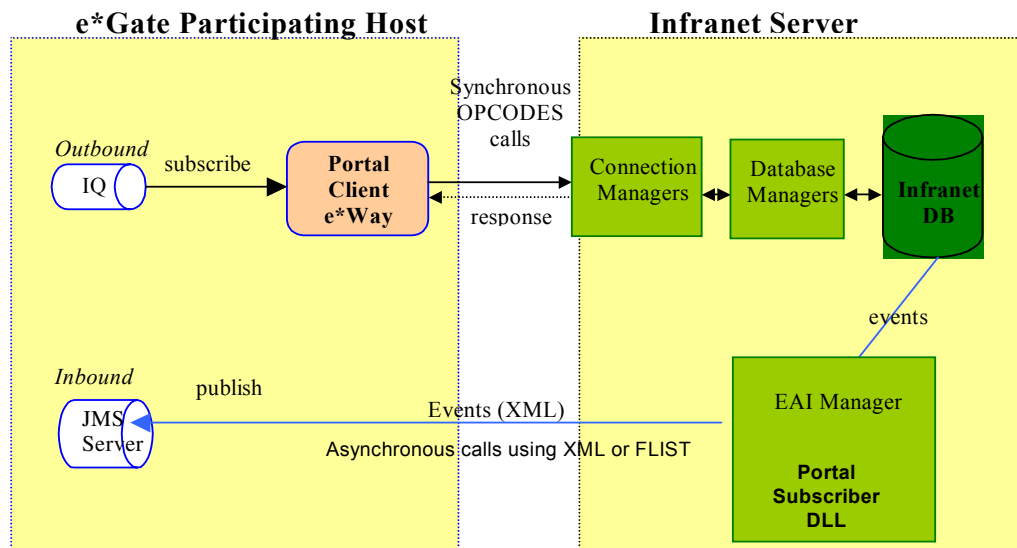 e*Gate Participating Host
Infranet Server
Outbound
IQ
subscribe
Portal
Client
e*Way
Synchronous
OPCODES
calls
response
Connection
Managers
Database
Managers
Infranet
DB
events
Inbound
JMS
Server
publish
Events (XML)
Asynchronous calls using XML or FLIST
EAI Manager
Portal
Subscriber
DLL